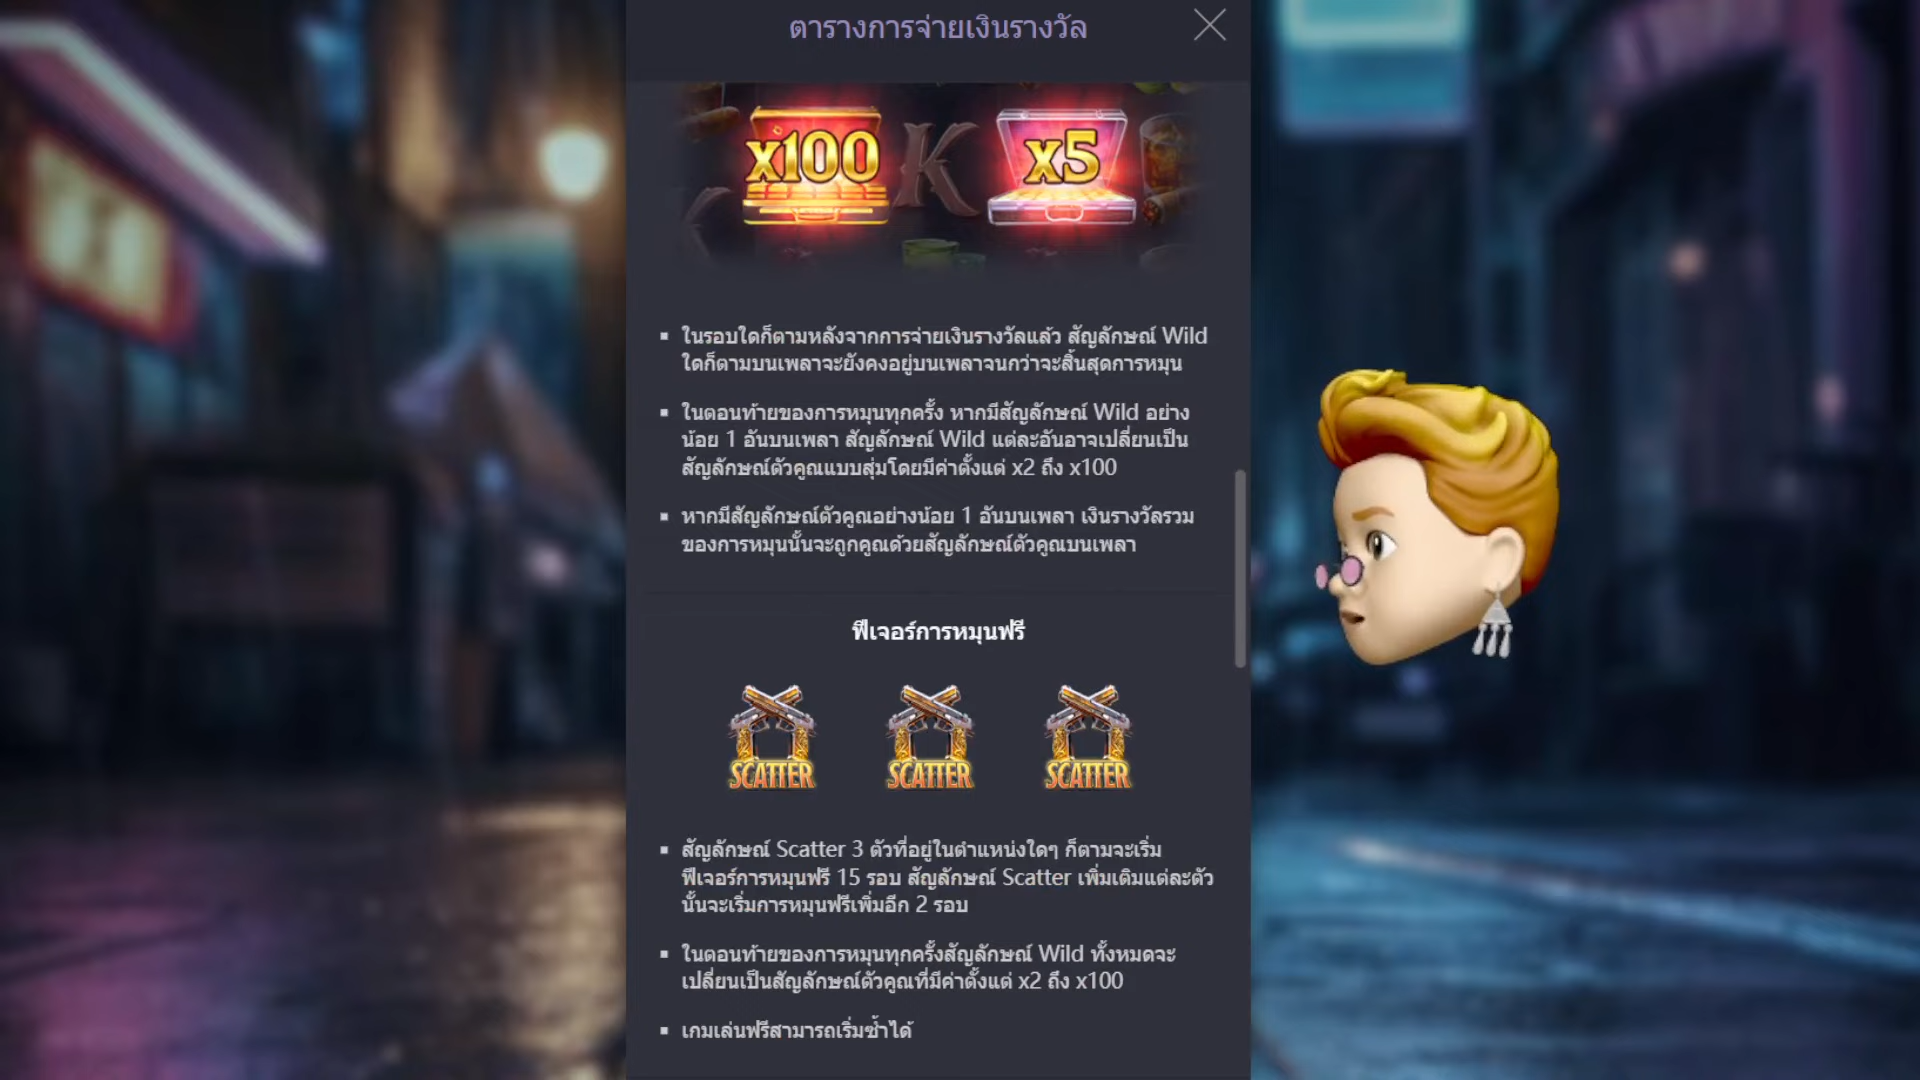 ตารางการจ่ายเงินรางวัล
x100 K x5
ในรอบใดก็ตามหลังจากการจ่ายเงินรางวัลแล้ว สัญลักษณ์ Wild
ใดก็ตามบนเพลาจะยังคงอยู่บนเพลาจนกว่าจะสิ้นสุดการหมุน
ในตอนท้ายของการหมุนทุกครั้ง หากมีสัญลักษณ์ Wild อย่าง
น้อย 1 อันบนเพลา สัญลักษณ์ Wild แต่ละอันอาจเปลี่ยนเป็น
สัญลักษณ์ตัวคูณแบบสุ่มโดยมีค่าตั้งแต่ x2 ถึง x100
หากมีสัญลักษณ์ตัวคูณอย่างน้อย 1 อันบนเพลา เงินรางวัลรวม
ของการหมุนนั้นจะถูกคูณด้วยสัญลักษณ์ตัวคูณบนเพลา
ฟีเจอร์การหมุนฟรี
SCATTER SCATTER SCATTER
สัญลักษณ์ Scatter 3 ตัวที่อยู่ในตำแหน่งใดๆ ก็ตามจะเริ่ม
ฟีเจอร์การหมุนฟรี 15 รอบ สัญลักษณ์ Scatter เพิ่มเติมแต่ละตัว
นั้นจะเริ่มการหมุนฟรีเพิ่มอีก 2 รอบ
ในตอนท้ายของการหมุนทุกครั้งสัญลักษณ์ Wild ทั้งหมดจะ
เปลี่ยนเป็นสัญลักษณ์ตัวคูณที่มีค่าตั้งแต่ x2 ถึง x100
เกมเล่นฟรีสามารถเริ่มซ้ำได้